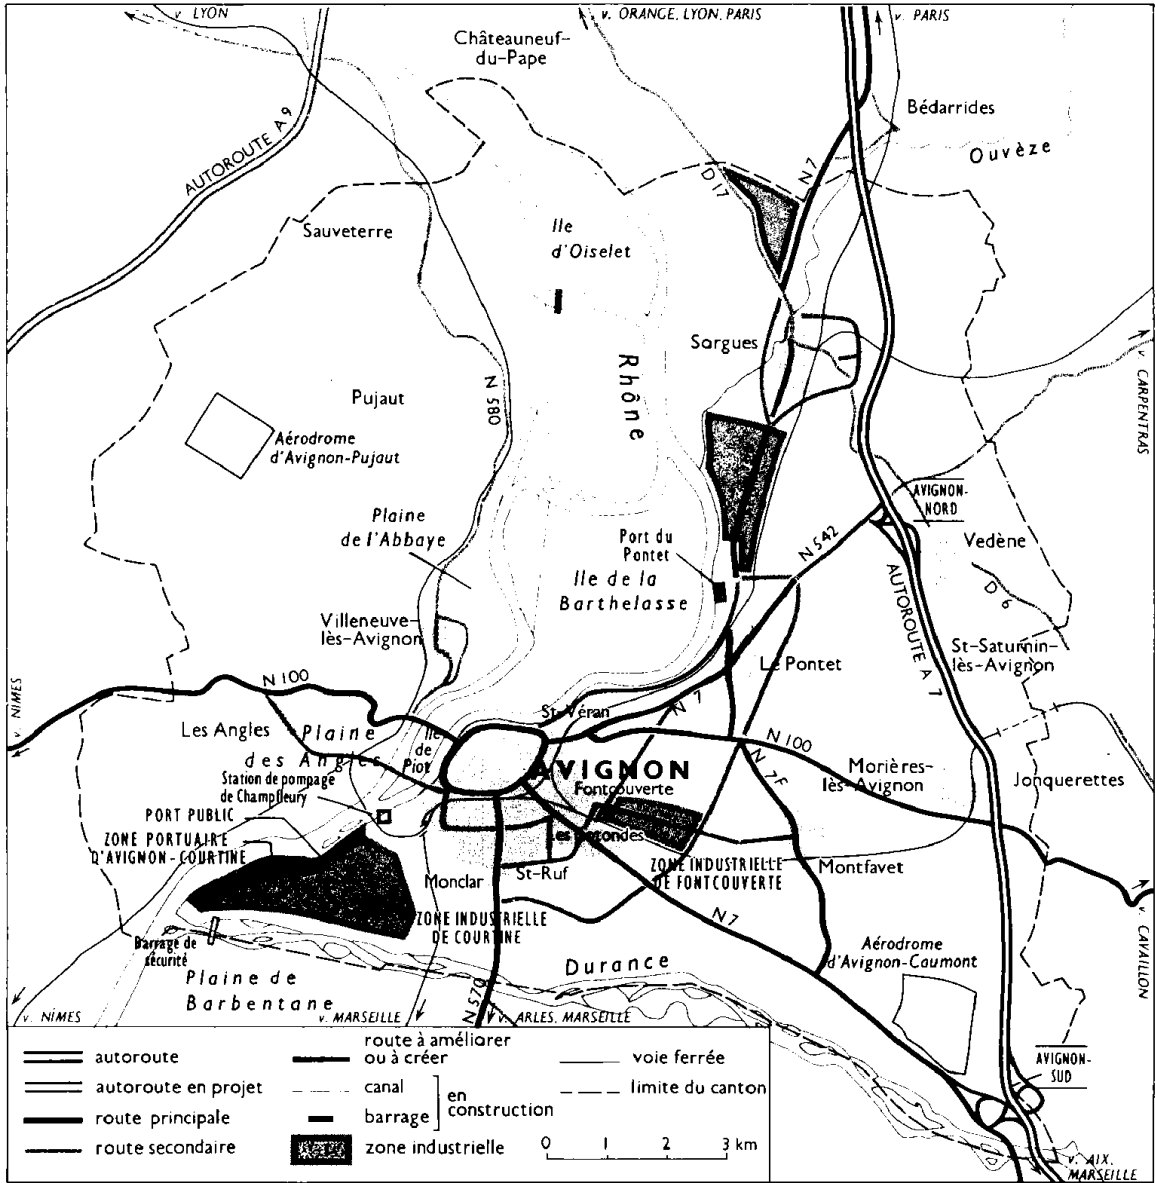 v. LYON
v. ORANGE, LYON, PARIS
v. PARIS
Châteauneuf-
du-Pape
Bédarrides
AUTOROUTE A 9
Ouvèze
D 17
N 7
Sauveterre
Ile
d'Oiselet
Sorgues
Rhône
v. CARPENTRAS
N 580
Pujaut
Aérodrome
d'Avignon-Pujaut
AVIGNON-
NORD
Plaine
de l'Abbaye
Port du
Pontet
N 542
Vedène
Ile de la
Barthelasse
AUTOROUTE A 7
D 6
Villeneuve-
lès-Avignon
St-Saturnin-
lès-Avignon
Le Pontet
N 100
v. NÎMES
St-Véran
N 7
Les Angles
Plaine
des Angles
Ile
de
Piot
N 100
AVIGNON
N 7F
Morières-
lès-Avignon
Jonquerettes
Station de pompage
de Champfleury
Fontcouverte
PORT PUBLIC
ZONE PORTUAIRE
D'AVIGNON-COURTINE
Les Rotondes
St-Ruf
Monclar
ZONE INDUSTRIELLE
DE FONTCOUVERTE
Montfavet
ZONE INDUSTRIELLE
DE COURTINE
N 7
v. CAVAILLON
Barrage de
sécurité
Durance
Aérodrome
d'Avignon-Caumont
Plaine de
Barbentane
N 570
v. NÎMES
v. MARSEILLE
v. ARLES, MARSEILLE
AVIGNON-
SUD
v. AIX,
MARSEILLE
autoroute
autoroute en projet
route principale
route secondaire
route à améliorer
ou à créer
canal
barrage
en
construction
zone industrielle
voie ferrée
limite du canton
0 1 2 3 km